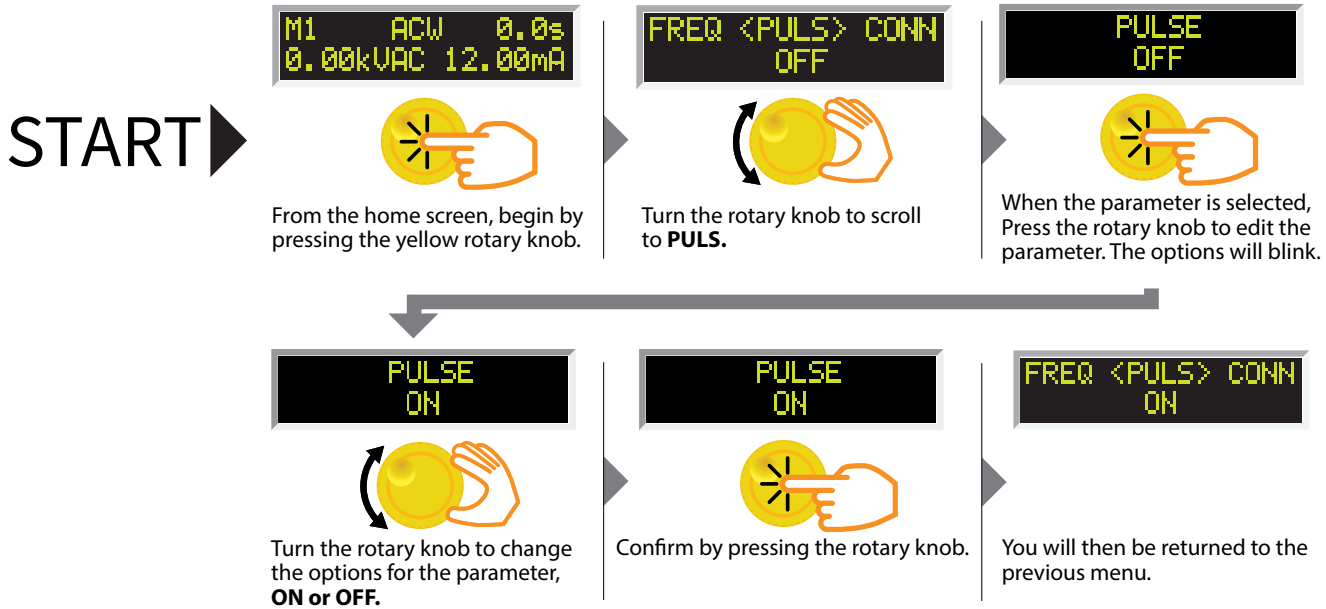 START
M1 ACW 0.0s
0.00kVAC 12.00mA
From the home screen, begin by
pressing the yellow rotary knob.
FREQ <PULS> CONN
OFF
Turn the rotary knob to scroll
to PULS.
PULSE
OFF
When the parameter is selected,
Press the rotary knob to edit the
parameter. The options will blink.
PULSE
ON
Turn the rotary knob to change
the options for the parameter,
ON or OFF.
PULSE
ON
Confirm by pressing the rotary knob.
FREQ <PULS> CONN
ON
You will then be returned to the
previous menu.